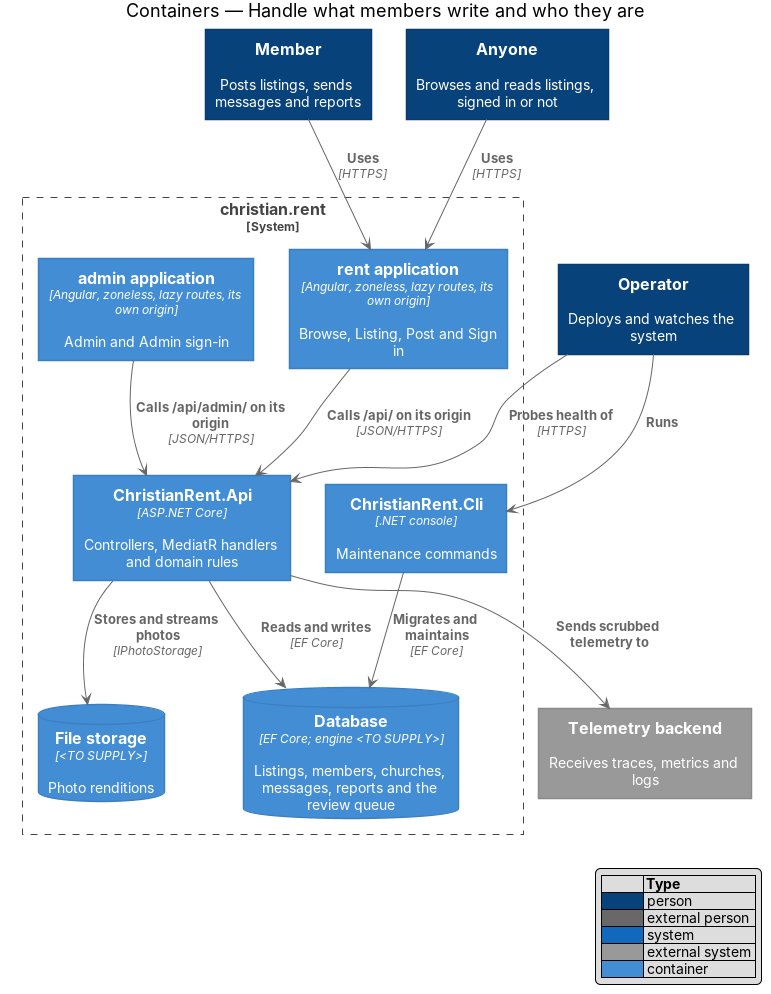 Containers — Handle what members write and who they are
Member
Posts listings, sends
messages and reports
Anyone
Browses and reads listings,
signed in or not
Uses
[HTTPS]
Uses
[HTTPS]
christian.rent
[System]
admin application
[Angular, zoneless, lazy routes, its
own origin]
Admin and Admin sign-in
rent application
[Angular, zoneless, lazy routes, its
own origin]
Browse, Listing, Post and Sign
in
Operator
Deploys and watches the
system
Calls /api/admin/ on its
origin
[JSON/HTTPS]
Calls /api/ on its origin
[JSON/HTTPS]
Probes health of
[HTTPS]
Runs
ChristianRent.Api
[ASP.NET Core]
Controllers, MediatR handlers
and domain rules
ChristianRent.Cli
[.NET console]
Maintenance commands
Stores and streams
photos
[IPhotoStorage]
Reads and writes
[EF Core]
Migrates and
maintains
[EF Core]
Sends scrubbed
telemetry to
File storage
[<TO SUPPLY>]
Photo renditions
Database
[EF Core; engine <TO SUPPLY>]
Listings, members, churches,
messages, reports and the
review queue
Telemetry backend
Receives traces, metrics and
logs
Type
person
external person
system
external system
container